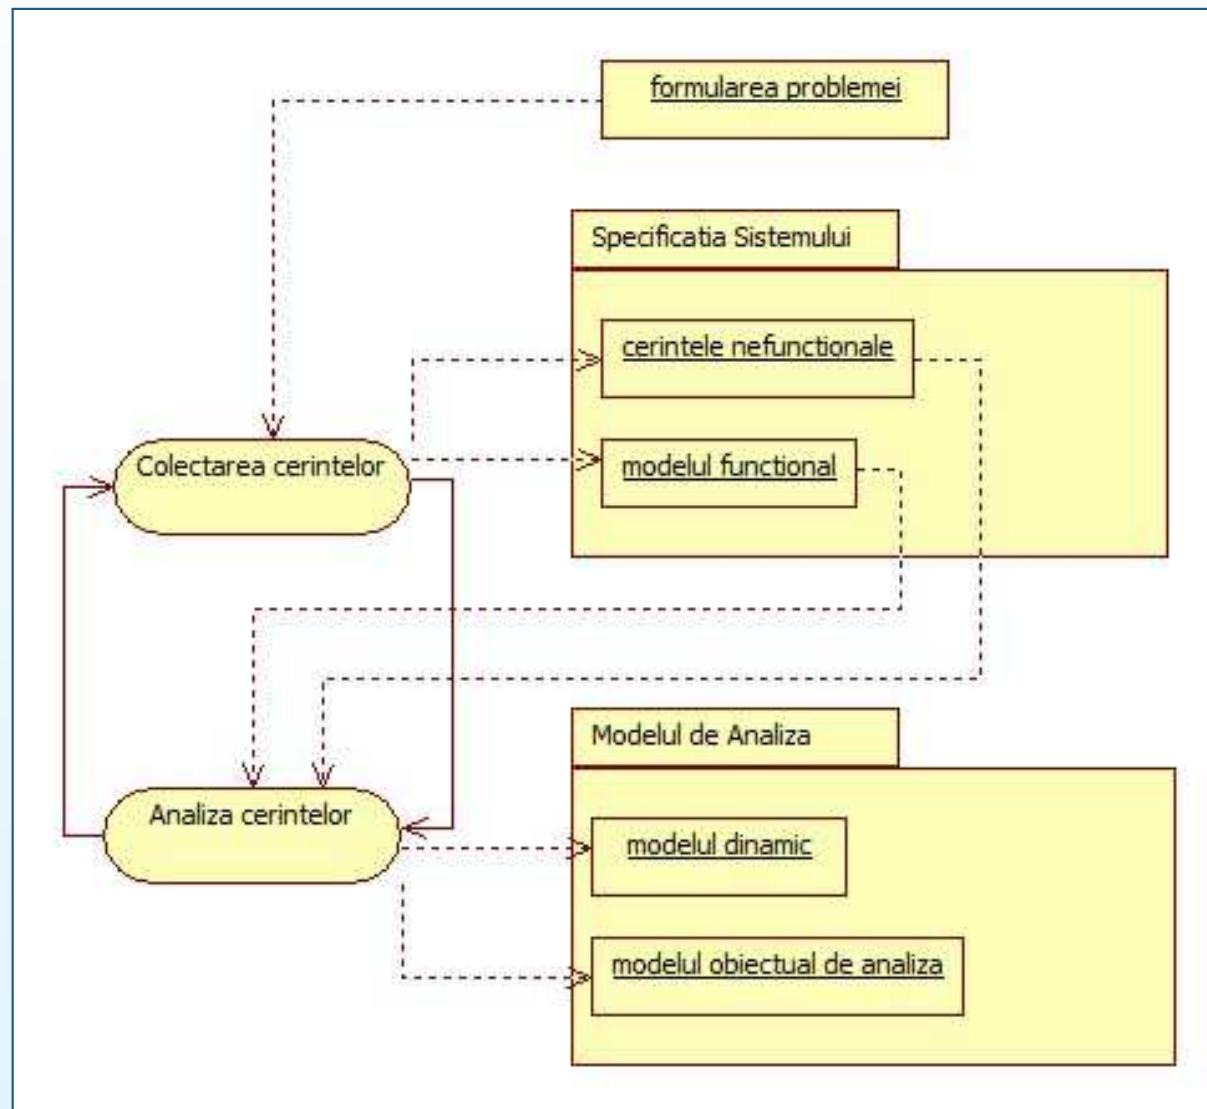 formularea problemei
Specificatia Sistemului
cerintele nefunctionale
Colectarea cerintelor
modelul functional
Modelul de Analiza
Analiza cerintelor
modelul dinamic
modelul obiectual de analiza